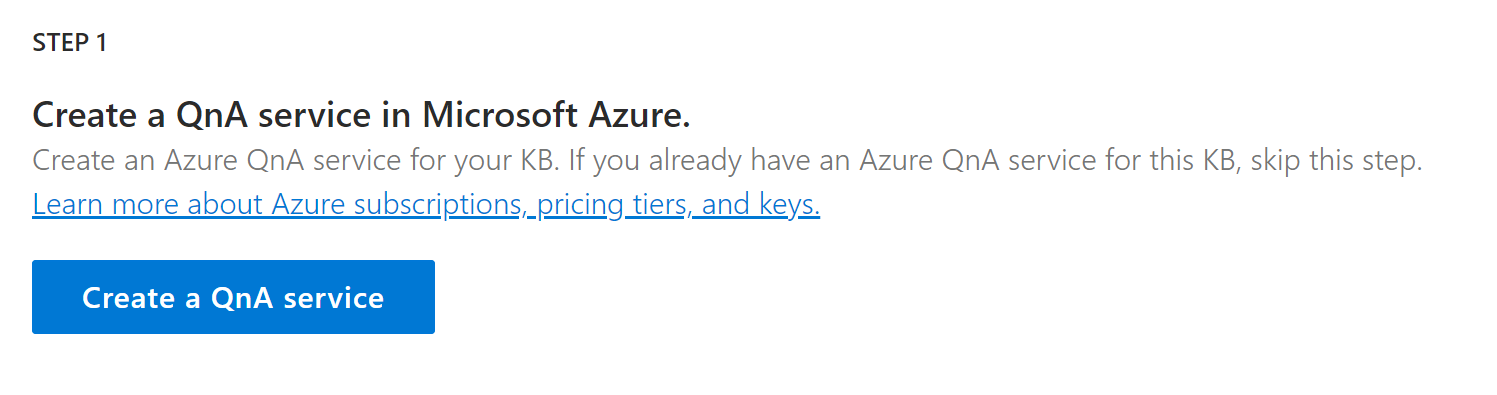 STEP 1
Create a QnA service in Microsoft Azure.
Create an Azure QnA service for your KB. If you already have an Azure QnA service for this KB, skip this step.
Learn more about Azure subscriptions, pricing tiers, and keys.
Create a QnA service